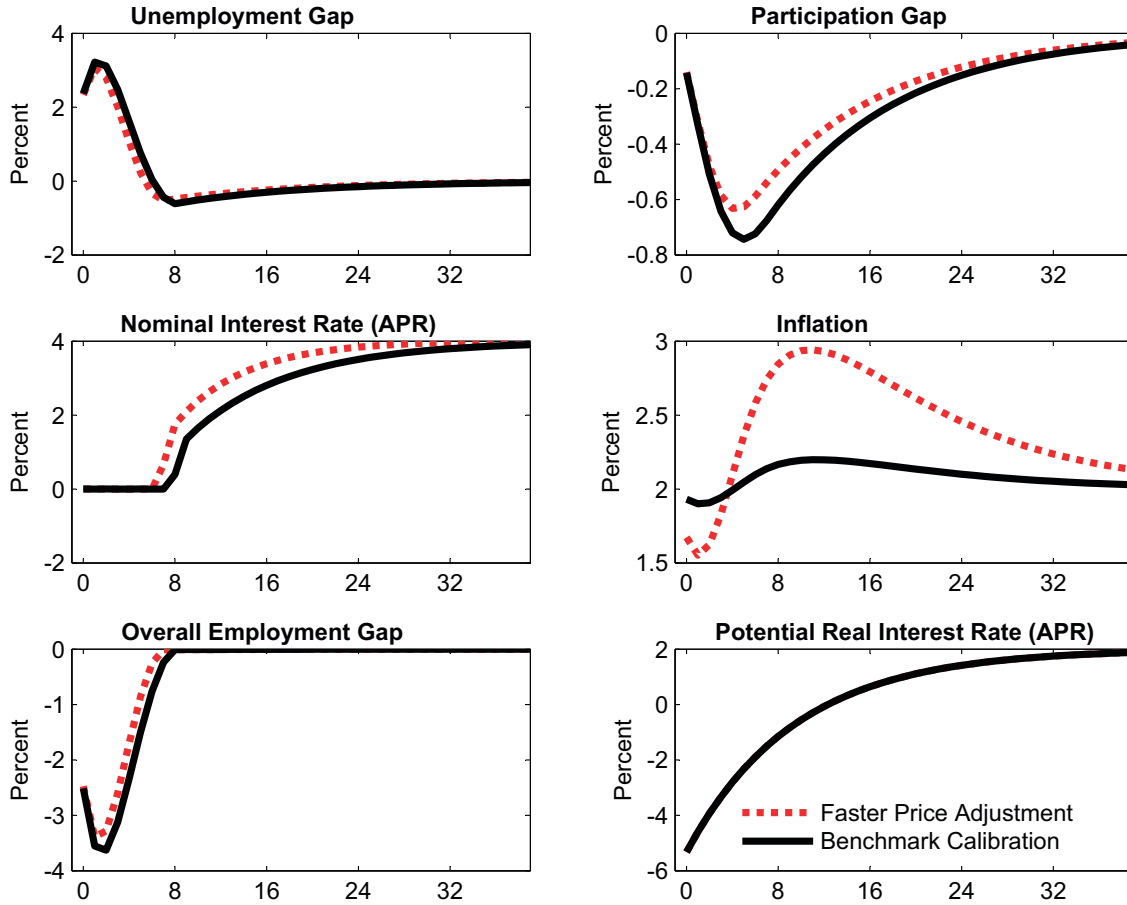 Unemployment Gap
4
2
0
-2
Percent
0 8 16 24 32
Participation Gap
0
-0.2
-0.4
-0.6
-0.8
Percent
0 8 16 24 32
Nominal Interest Rate (APR)
4
2
0
-2
Percent
0 8 16 24 32
Inflation
3
2.5
2
1.5
Percent
0 8 16 24 32
Overall Employment Gap
0
-1
-2
-3
-4
Percent
0 8 16 24 32
Potential Real Interest Rate (APR)
2
0
-2
-4
-6
Percent
Faster Price Adjustment
Benchmark Calibration
0 8 16 24 32